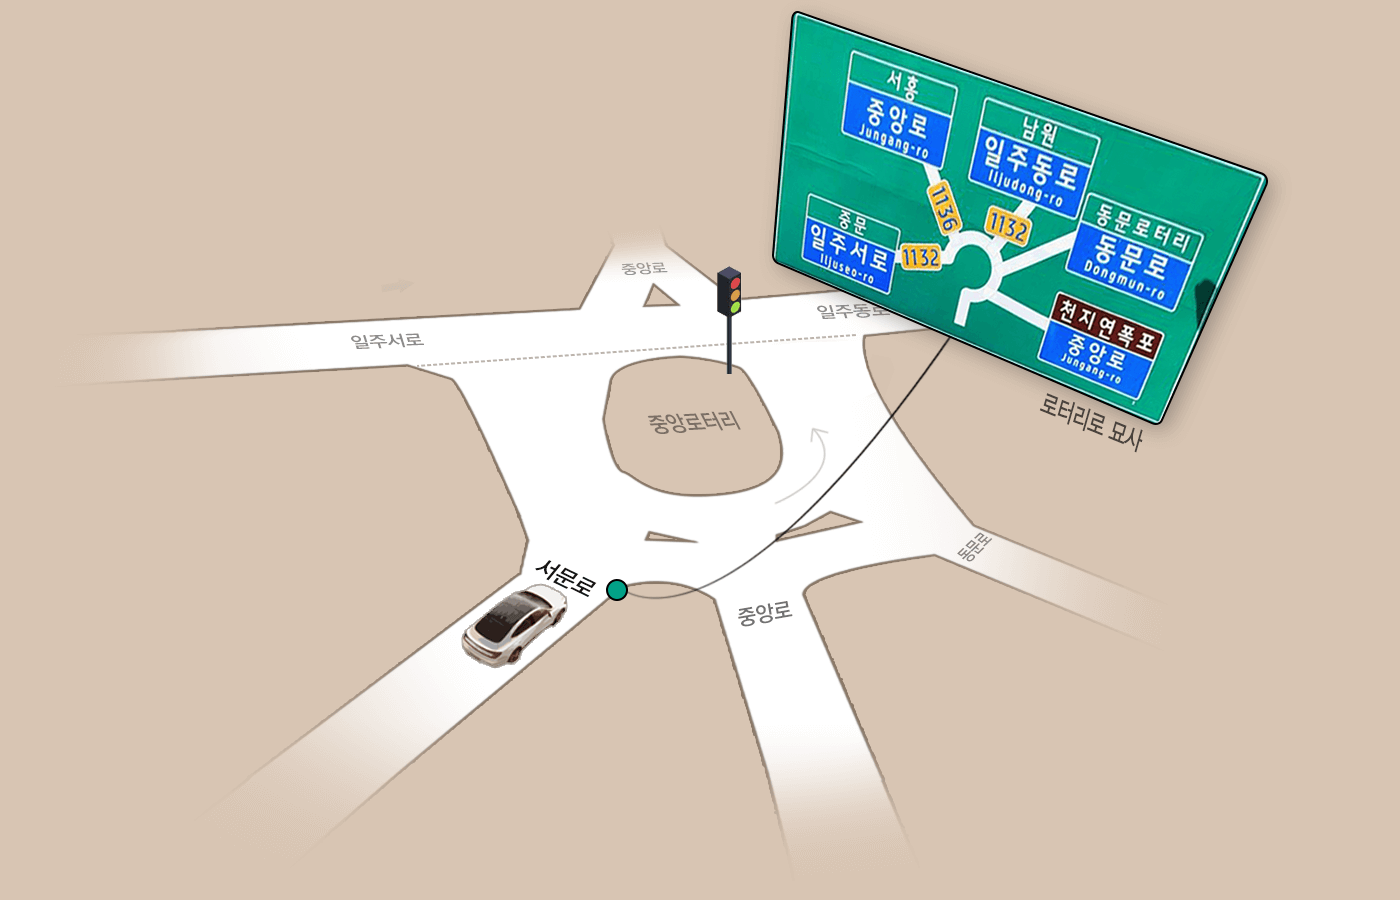 서홍
중앙로
Jungang-ro
남원
일주동로
Iljudong-ro
동문로터리
동문로
Dongmun-ro
중문
일주서로
Iljuseo-ro
1136
1132
1132
천지연폭포
중앙로
Jungang-ro
로터리로 묘사
중앙로
일주서로
일주동로
중앙로터리
동문로
서문로
중앙로